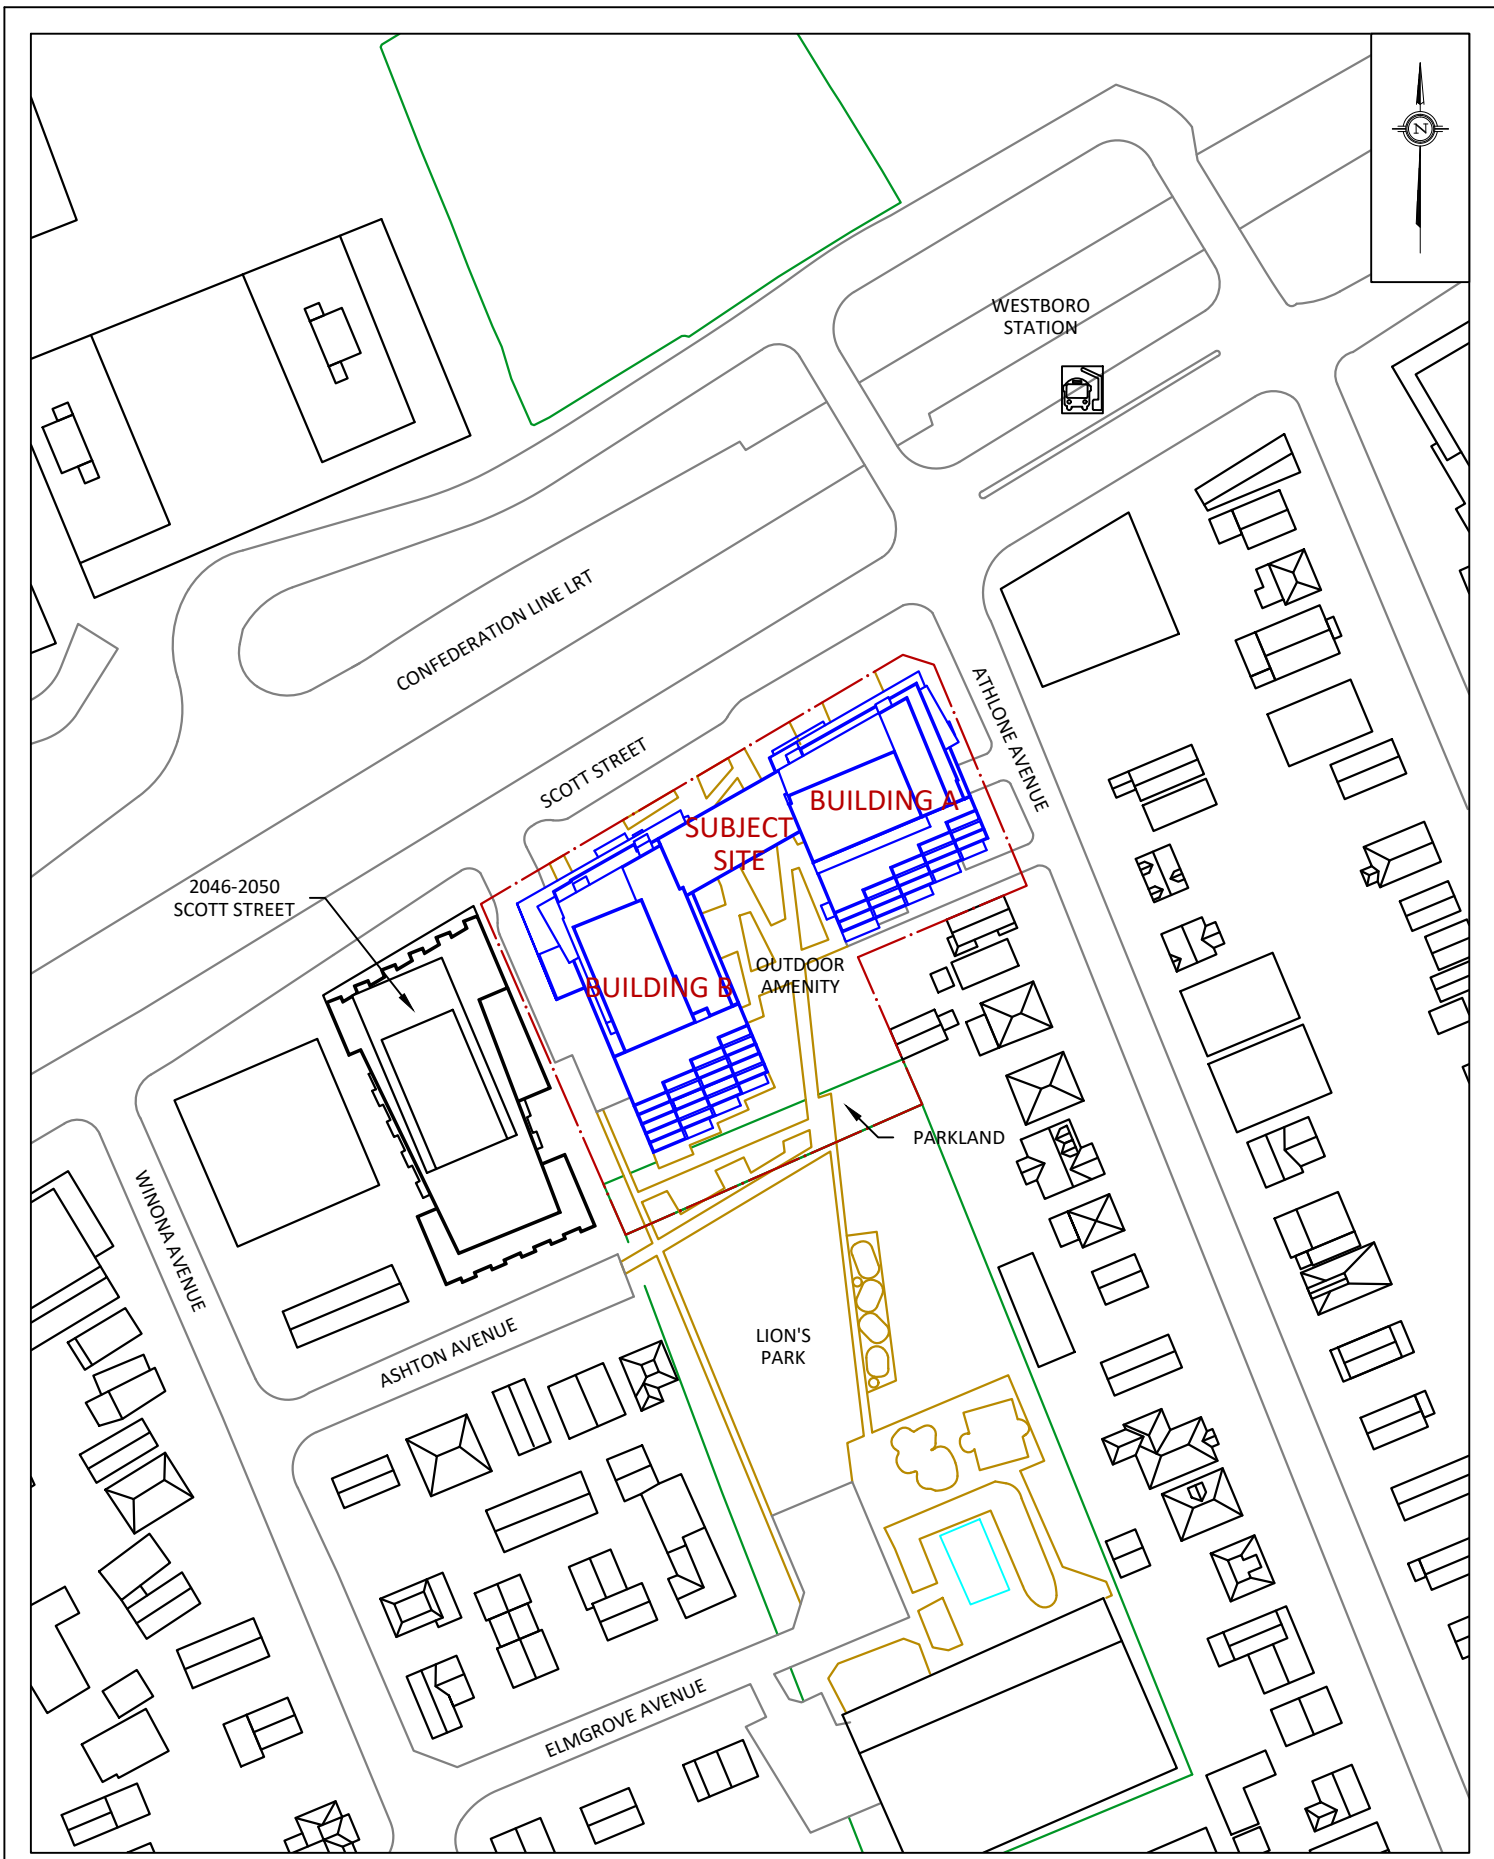 N
WESTBORO
STATION
CONFEDERATION LINE LRT
ATHLONE AVENUE
SCOTT STREET
BUILDING A
SUBJECT
SITE
2046-2050
SCOTT STREET
OUTDOOR
AMENITY
BUILDING B
PARKLAND
WINONA AVENUE
LION'S
PARK
ASHTON AVENUE
ELMGROVE AVENUE